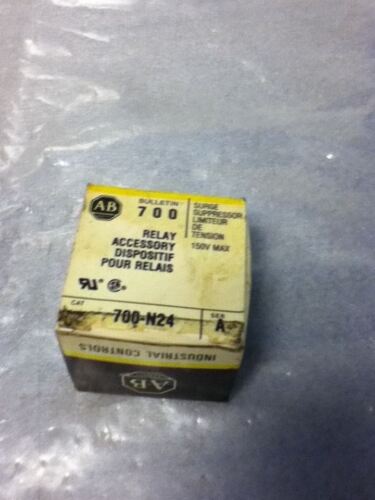 AB
BULLETIN
700
RELAY
ACCESSORY
DISPOSITIF
POUR RELAIS
SURGE
SUPPRESSOR
LIMITEUR
DE
TENSION
150V MAX
CAT
700-N24
SER
A
INDUSTRIAL CONTROLS
AB